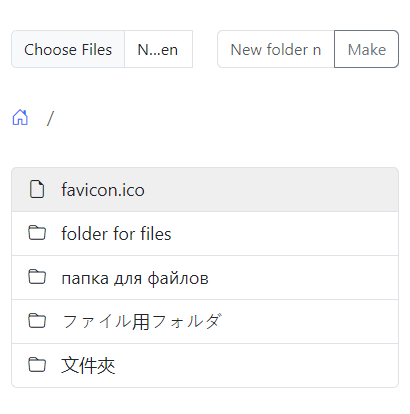 Choose Files N...en New folder n Make
/
favicon.ico
folder for files
папка для файлов
ファイル用フォルダ
文件夾